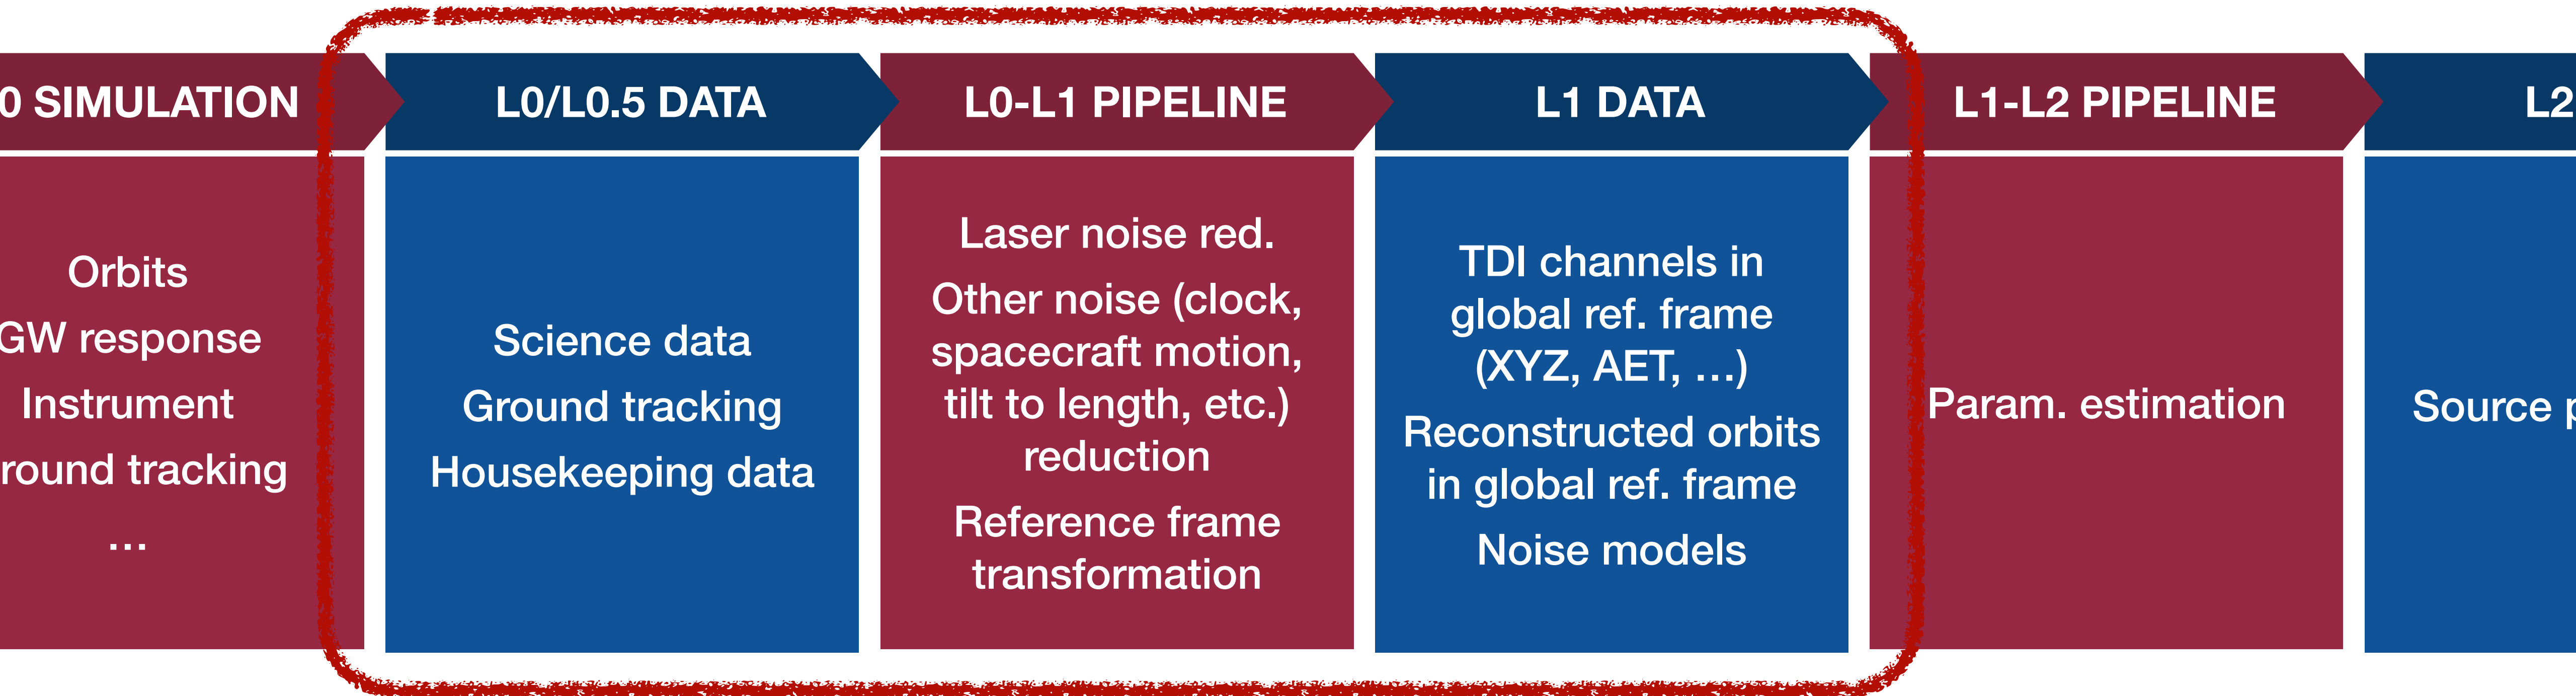 0 SIMULATION
Orbits
GW response
Instrument
round tracking
…
L0/L0.5 DATA
Science data
Ground tracking
Housekeeping data
L0-L1 PIPELINE
Laser noise red.
Other noise (clock,
spacecraft motion,
tilt to length, etc.)
reduction
Reference frame
transformation
L1 DATA
TDI channels in
global ref. frame
(XYZ, AET, …)
Reconstructed orbits
in global ref. frame
Noise models
L1-L2 PIPELINE
Param. estimation
L2
Source